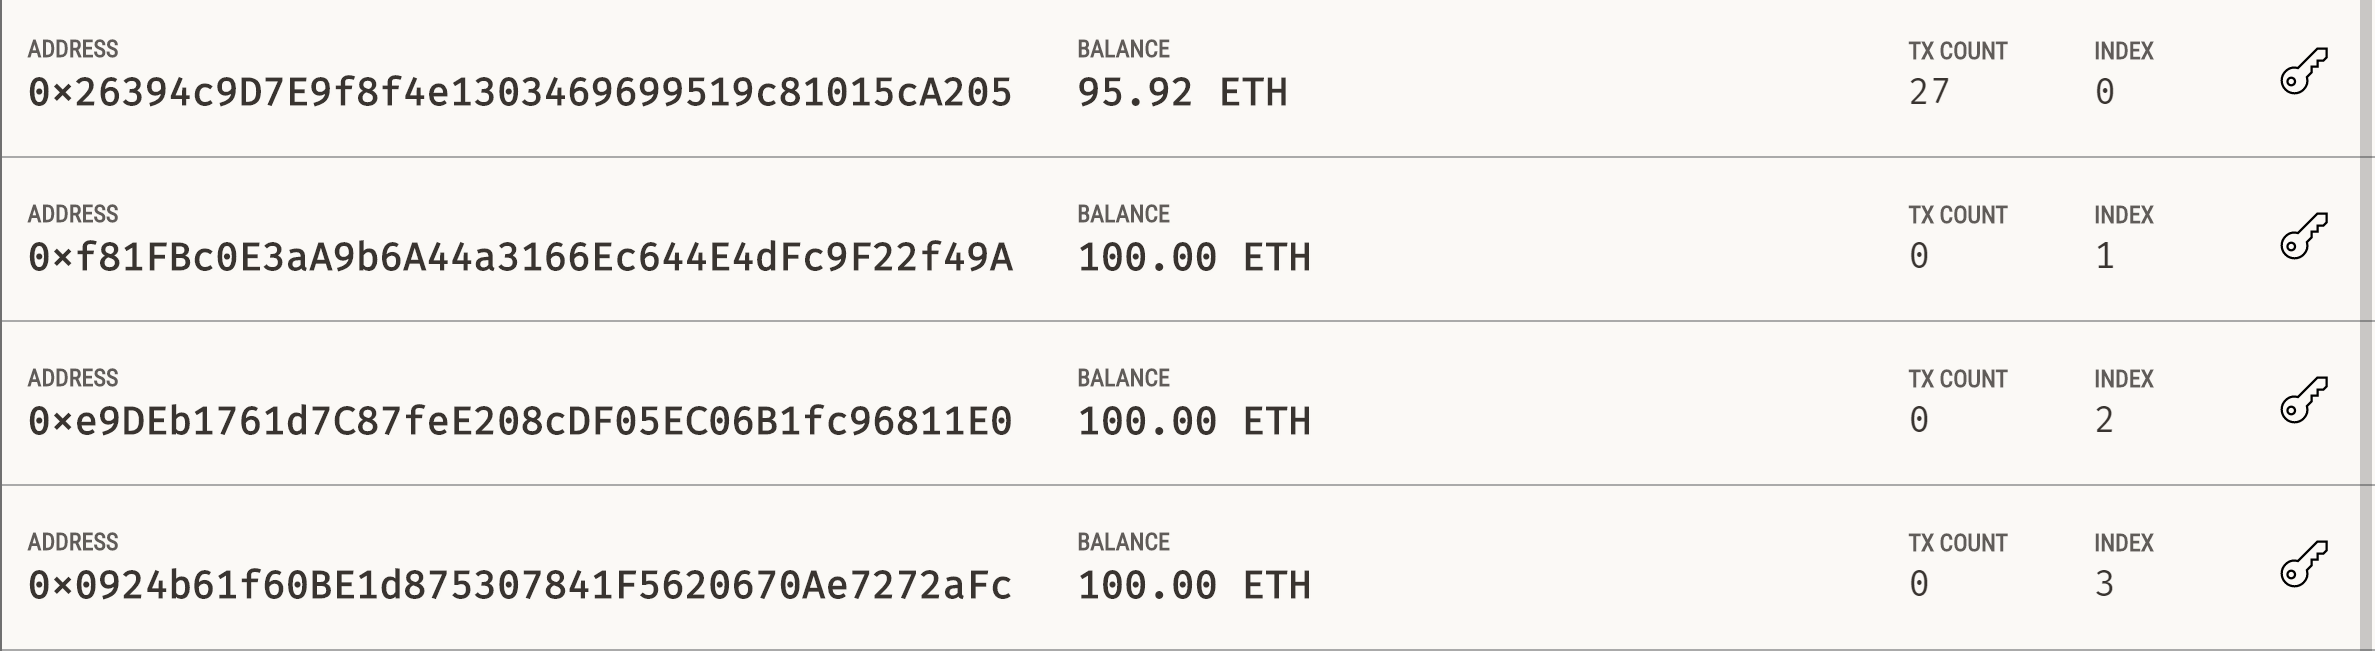 ADDRESS BALANCE TX COUNT INDEX
0x26394c9D7E9f8f4e1303469699519c81015cA205 95.92 ETH 27 0
ADDRESS BALANCE TX COUNT INDEX
0xf81FBc0E3aA9b6A44a3166Ec644E4dFc9F22f49A 100.00 ETH 0 1
ADDRESS BALANCE TX COUNT INDEX
0xe9DEb1761d7C87feE208cDF05EC06B1fc96811E0 100.00 ETH 0 2
ADDRESS BALANCE TX COUNT INDEX
0x0924b61f60BE1d875307841F5620670Ae7272aFc 100.00 ETH 0 3